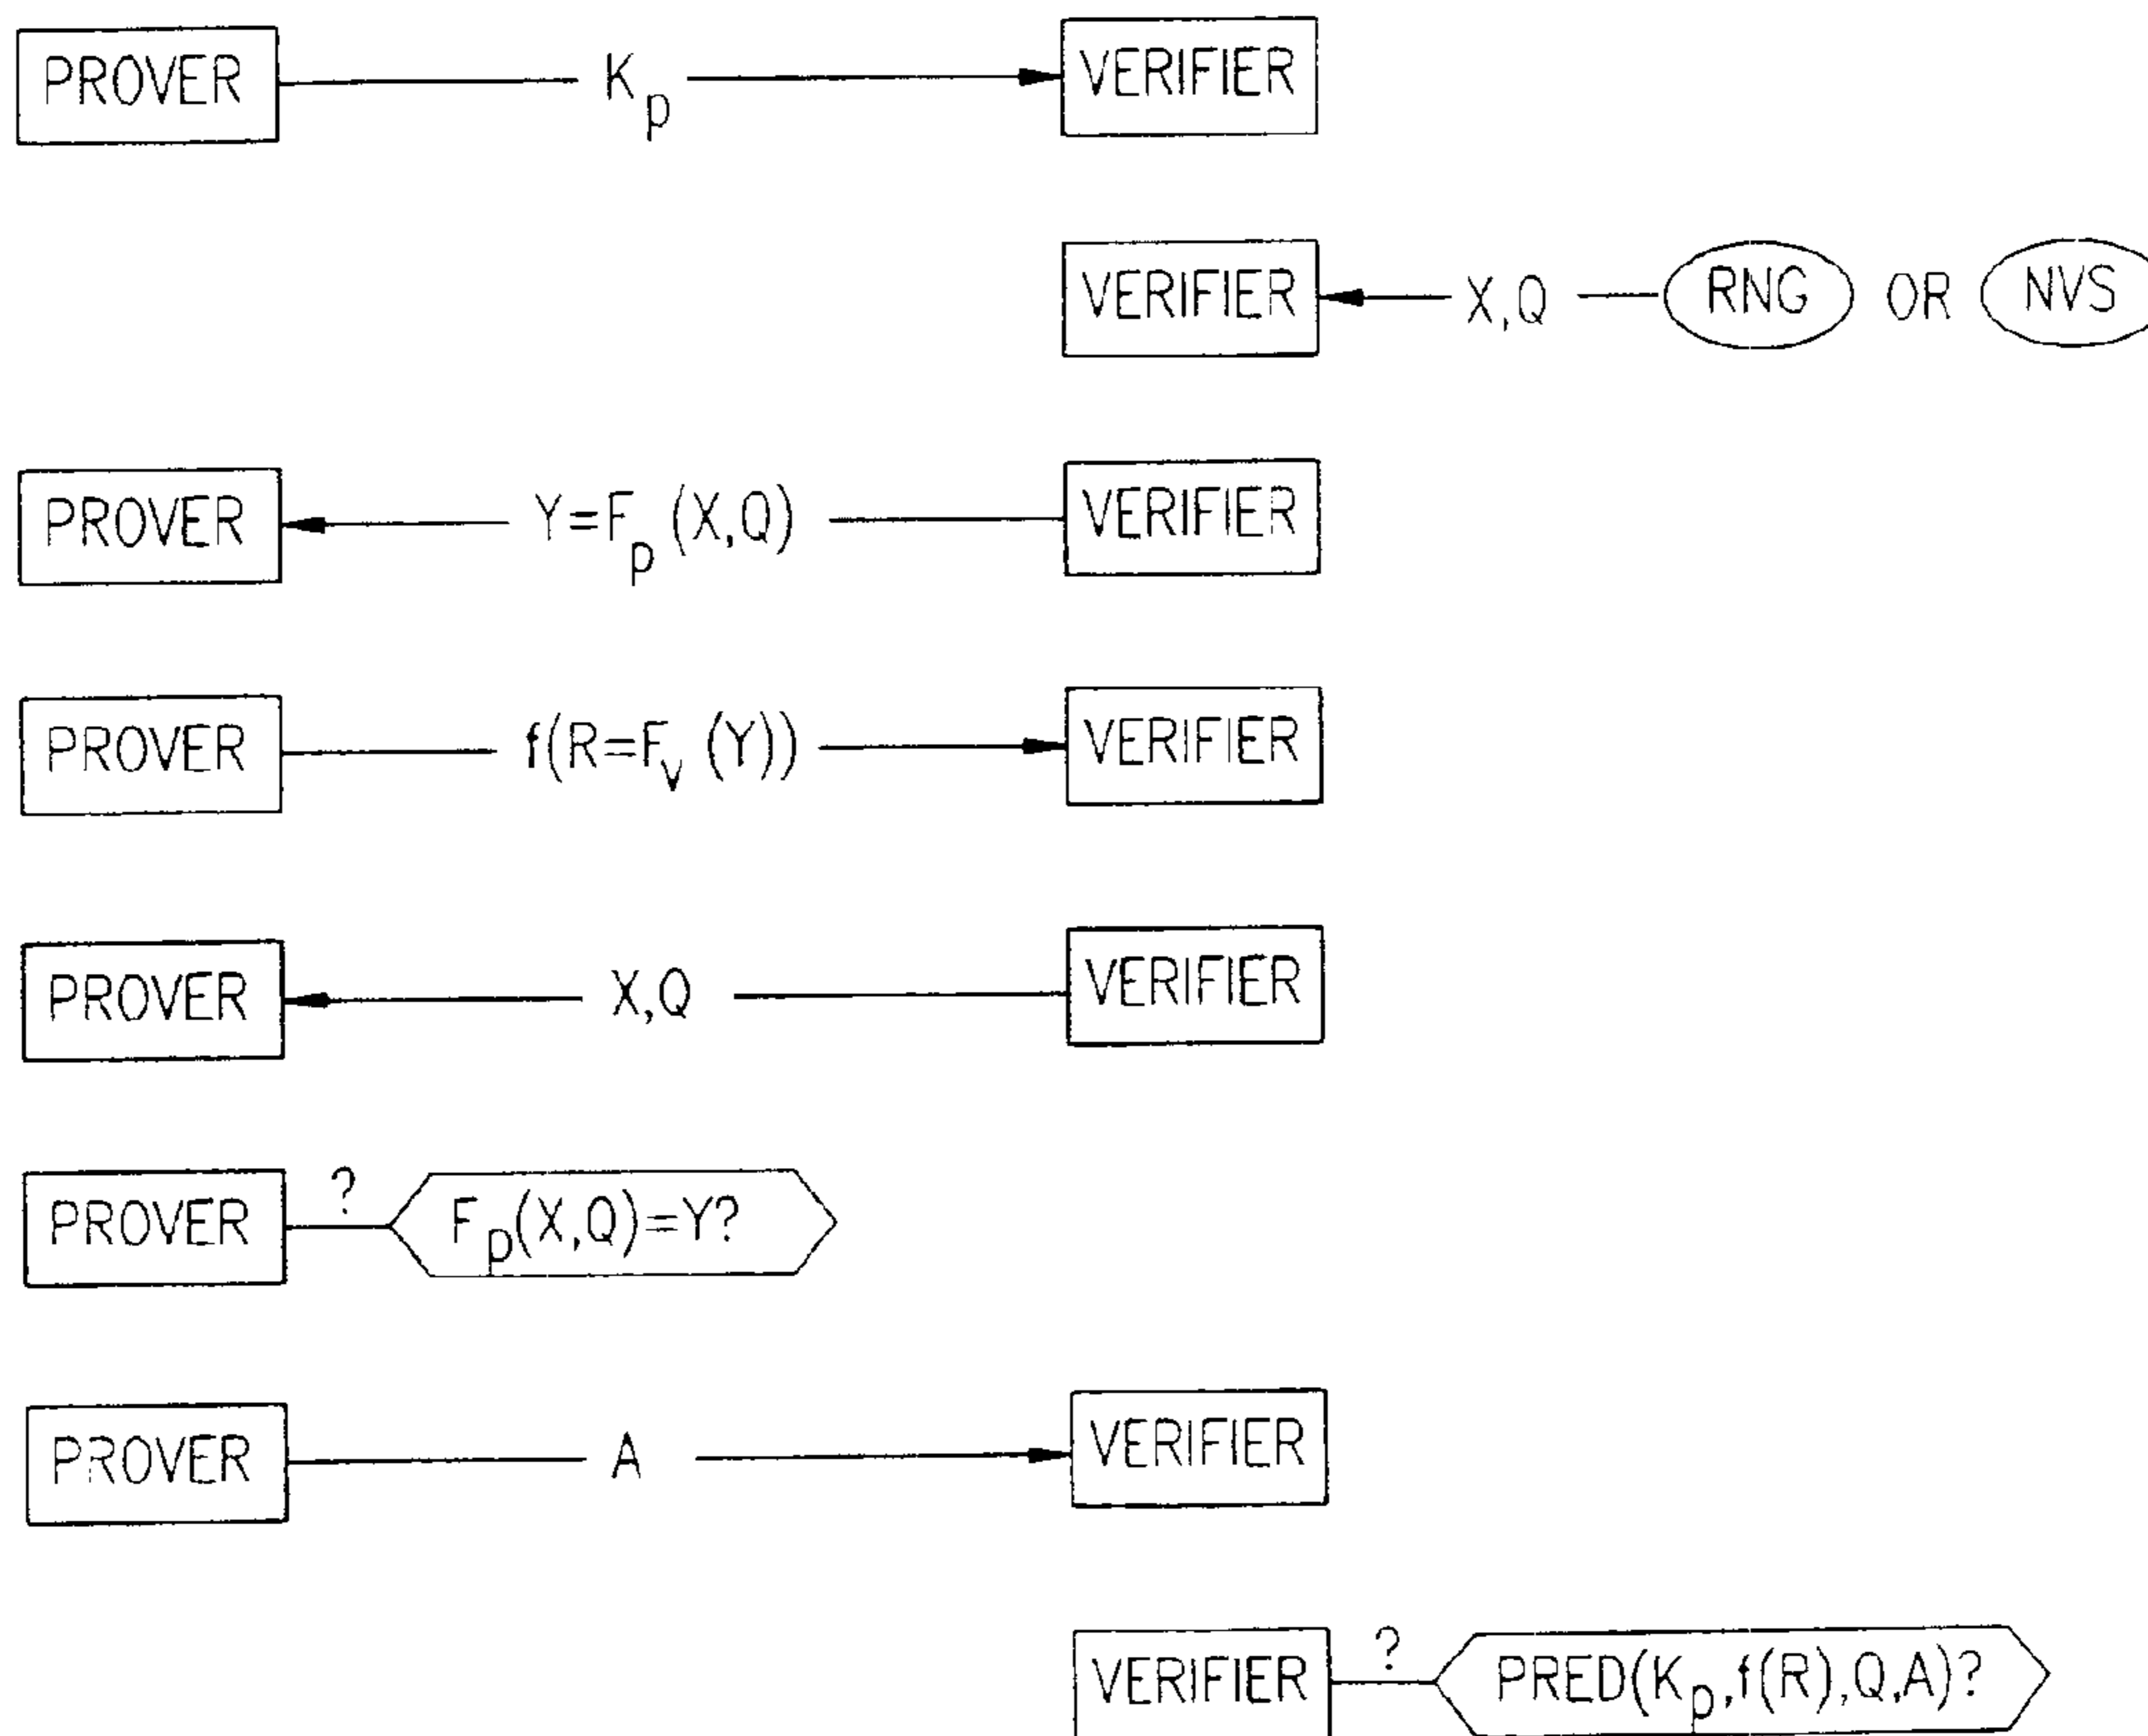 PROVER K_p VERIFIER
VERIFIER X,Q RNG OR NVS
PROVER Y=F_p (X,Q) VERIFIER
PROVER f(R=F_v (Y)) VERIFIER
PROVER X,Q VERIFIER
PROVER ? F_p(X,Q)=Y?
PROVER A VERIFIER
VERIFIER ? PRED(K_p,f(R),Q,A)?